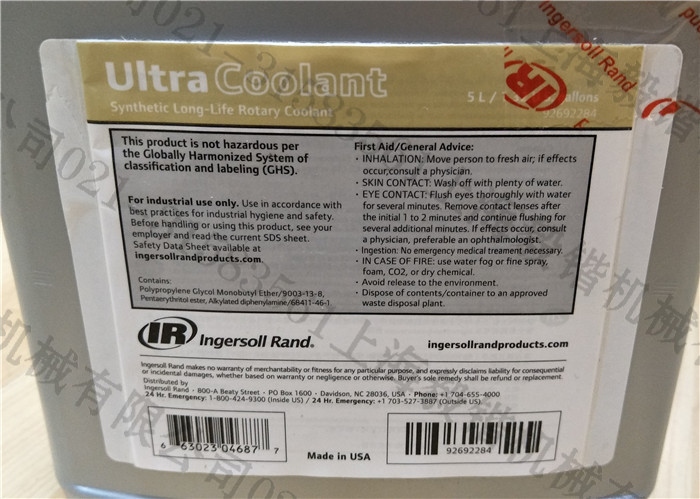 Ingersoll Rand
Ultra Coolant
Synthetic Long-Life Rotary Coolant
5 L /
allons
92692284
IR
This product is not hazardous per
the Globally Harmonized System of
classification and labeling (GHS).
For industrial use only. Use in accordance with
best practices for industrial hygiene and safety.
Before handling or using this product, see your
employer and read the current SDS sheet.
Safety Data Sheet available at
ingersollrandproducts.com.
Contains:
Polypropylene Glycol Monobutyl Ether/9003-13-8,
Pentaerythritol ester, Alkylated diphenylamine/68411-46-1.
First Aid/General Advice:
· INHALATION: Move person to fresh air; if effects
occur,consult a physician.
· SKIN CONTACT: Wash off with plenty of water.
· EYE CONTACT: Flush eyes thoroughly with water
for several minutes. Remove contact lenses after
the initial 1 to 2 minutes and continue flushing for
several additional minutes. If effects occur, consult
a physician, preferable an ophthalmologist.
· Ingestion: No emergency medical treatment necessary.
· IN CASE OF FIRE: use water fog or fine spray,
foam, CO2, or dry chemical.
· Avoid release to the environment.
· Dispose of contents/container to an approved
waste disposal plant.
IR Ingersoll Rand®
ingersollrandproducts.com
Ingersoll Rand makes no warranty of merchantability or fitness for any particular purpose, and expressly disclaims liability for consequential
or incidental damages, whether based on warranty or negligence or otherwise. Buyer's sole remedy shall be refund or replacement.
Distributed by
Ingersoll Rand · 800-A Beaty Street · PO Box 1600 · Davidson, NC 28036, USA · Phone: +1 704-655-4000
24 Hr. Emergency: 1-800-424-9300 (Inside US) / 24 Hr. Emergency: +1 703-527-3887 (Outside US)
6 63023 04687 7
Made in USA
92692284